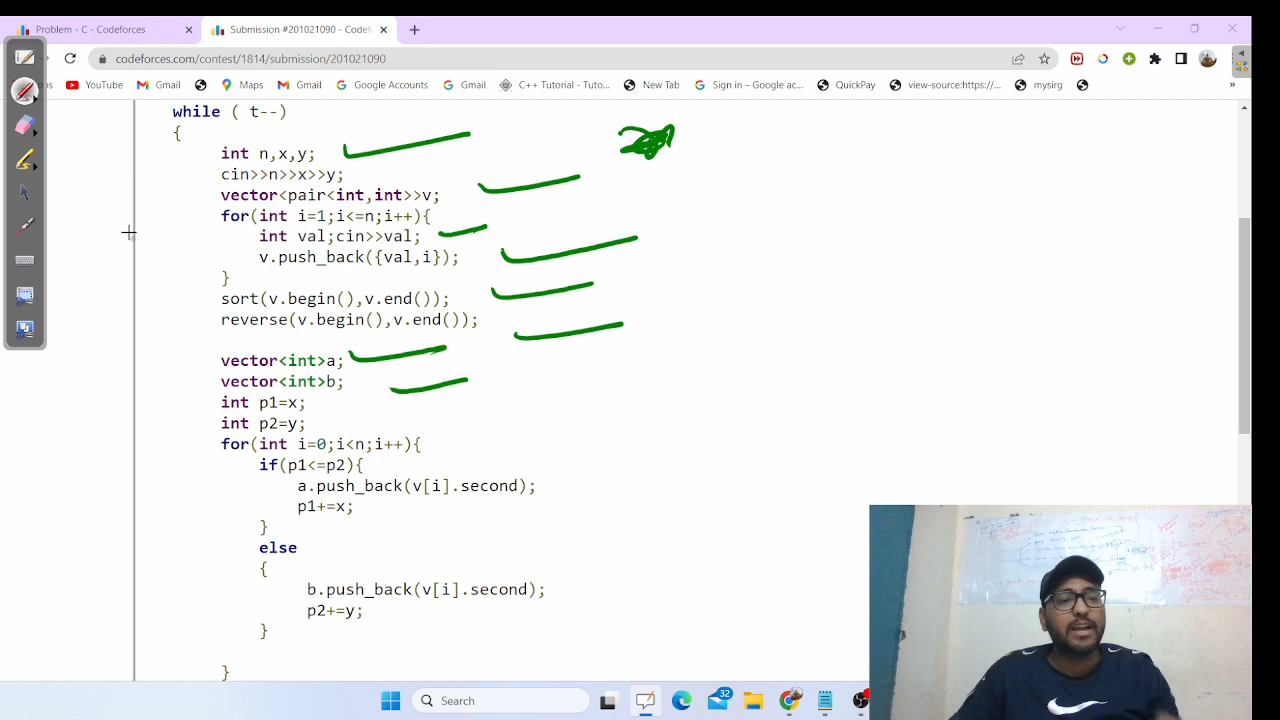 Problem - C - Codeforces
Submission #201021090 - Codef
codeforces.com/contest/1814/submission/201021090
ps
YouTube
Gmail
Maps
Gmail
Google Accounts
Gmail
C++ Tutorial - Tuto...
New Tab
Sign in – Google ac...
QuickPay
view-source:https://...
mysirg
»
while ( t--)
{
int n,x,y;
cin>>n>>x>>y;
vector<pair<int,int>>v;
for(int i=1;i<=n;i++){
int val;cin>>val;
v.push_back({val,i});
}
sort(v.begin(),v.end());
reverse(v.begin(),v.end());
vector<int>a;
vector<int>b;
int p1=x;
int p2=y;
for(int i=0;i<n;i++){
if(p1<=p2){
a.push_back(v[i].second);
p1+=x;
}
else
{
b.push_back(v[i].second);
p2+=y;
}
}
Search
32